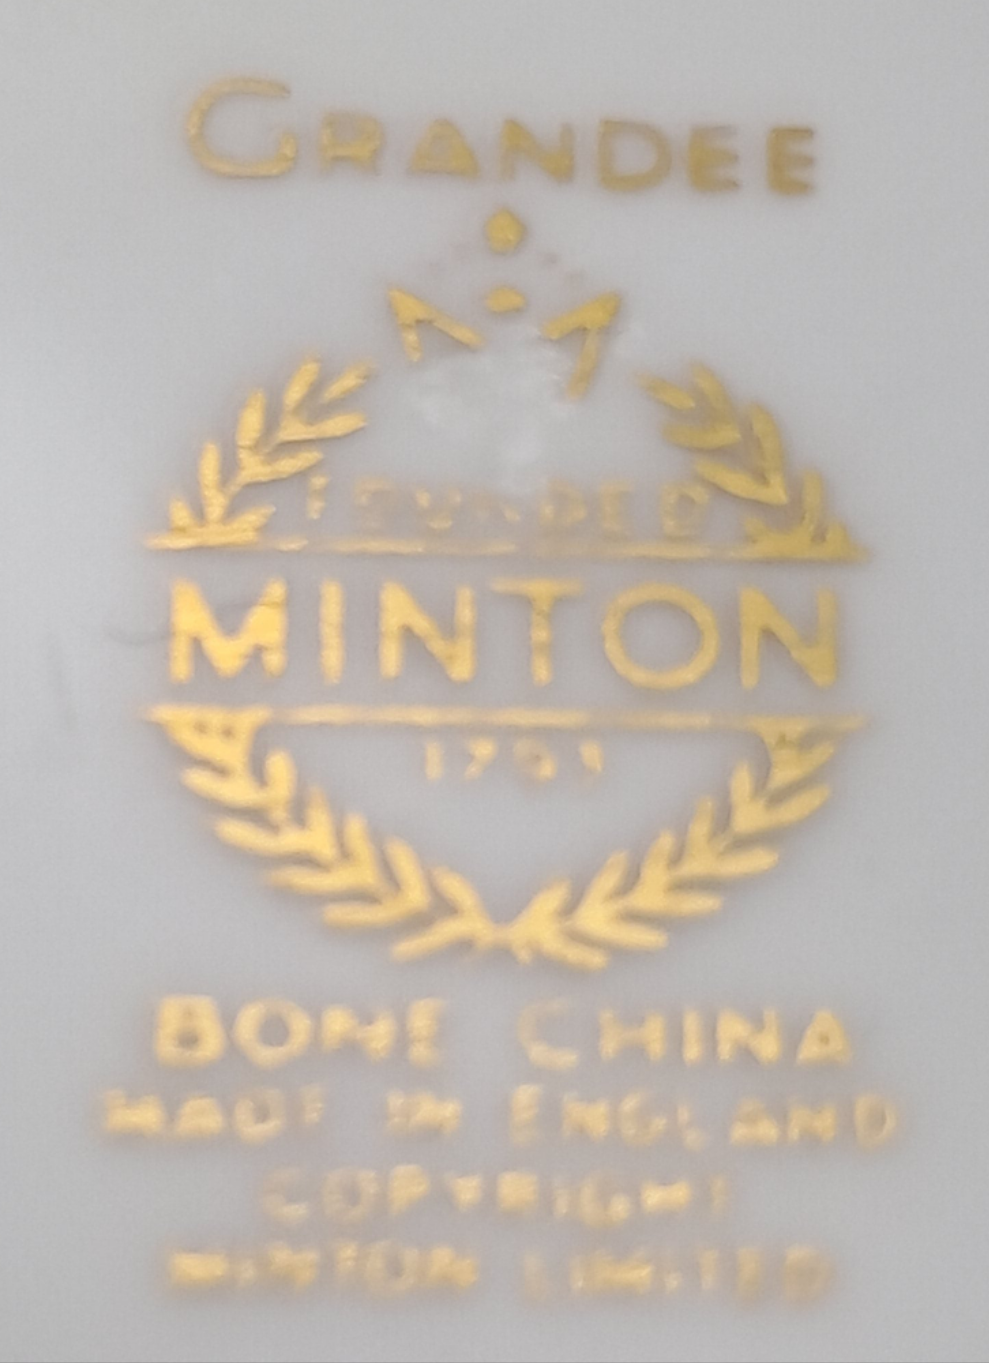 GRANDEE
FOUNDED
MINTON
1793
BONE CHINA
MADE IN ENGLAND
COPYRIGHT
MINTON LIMITED